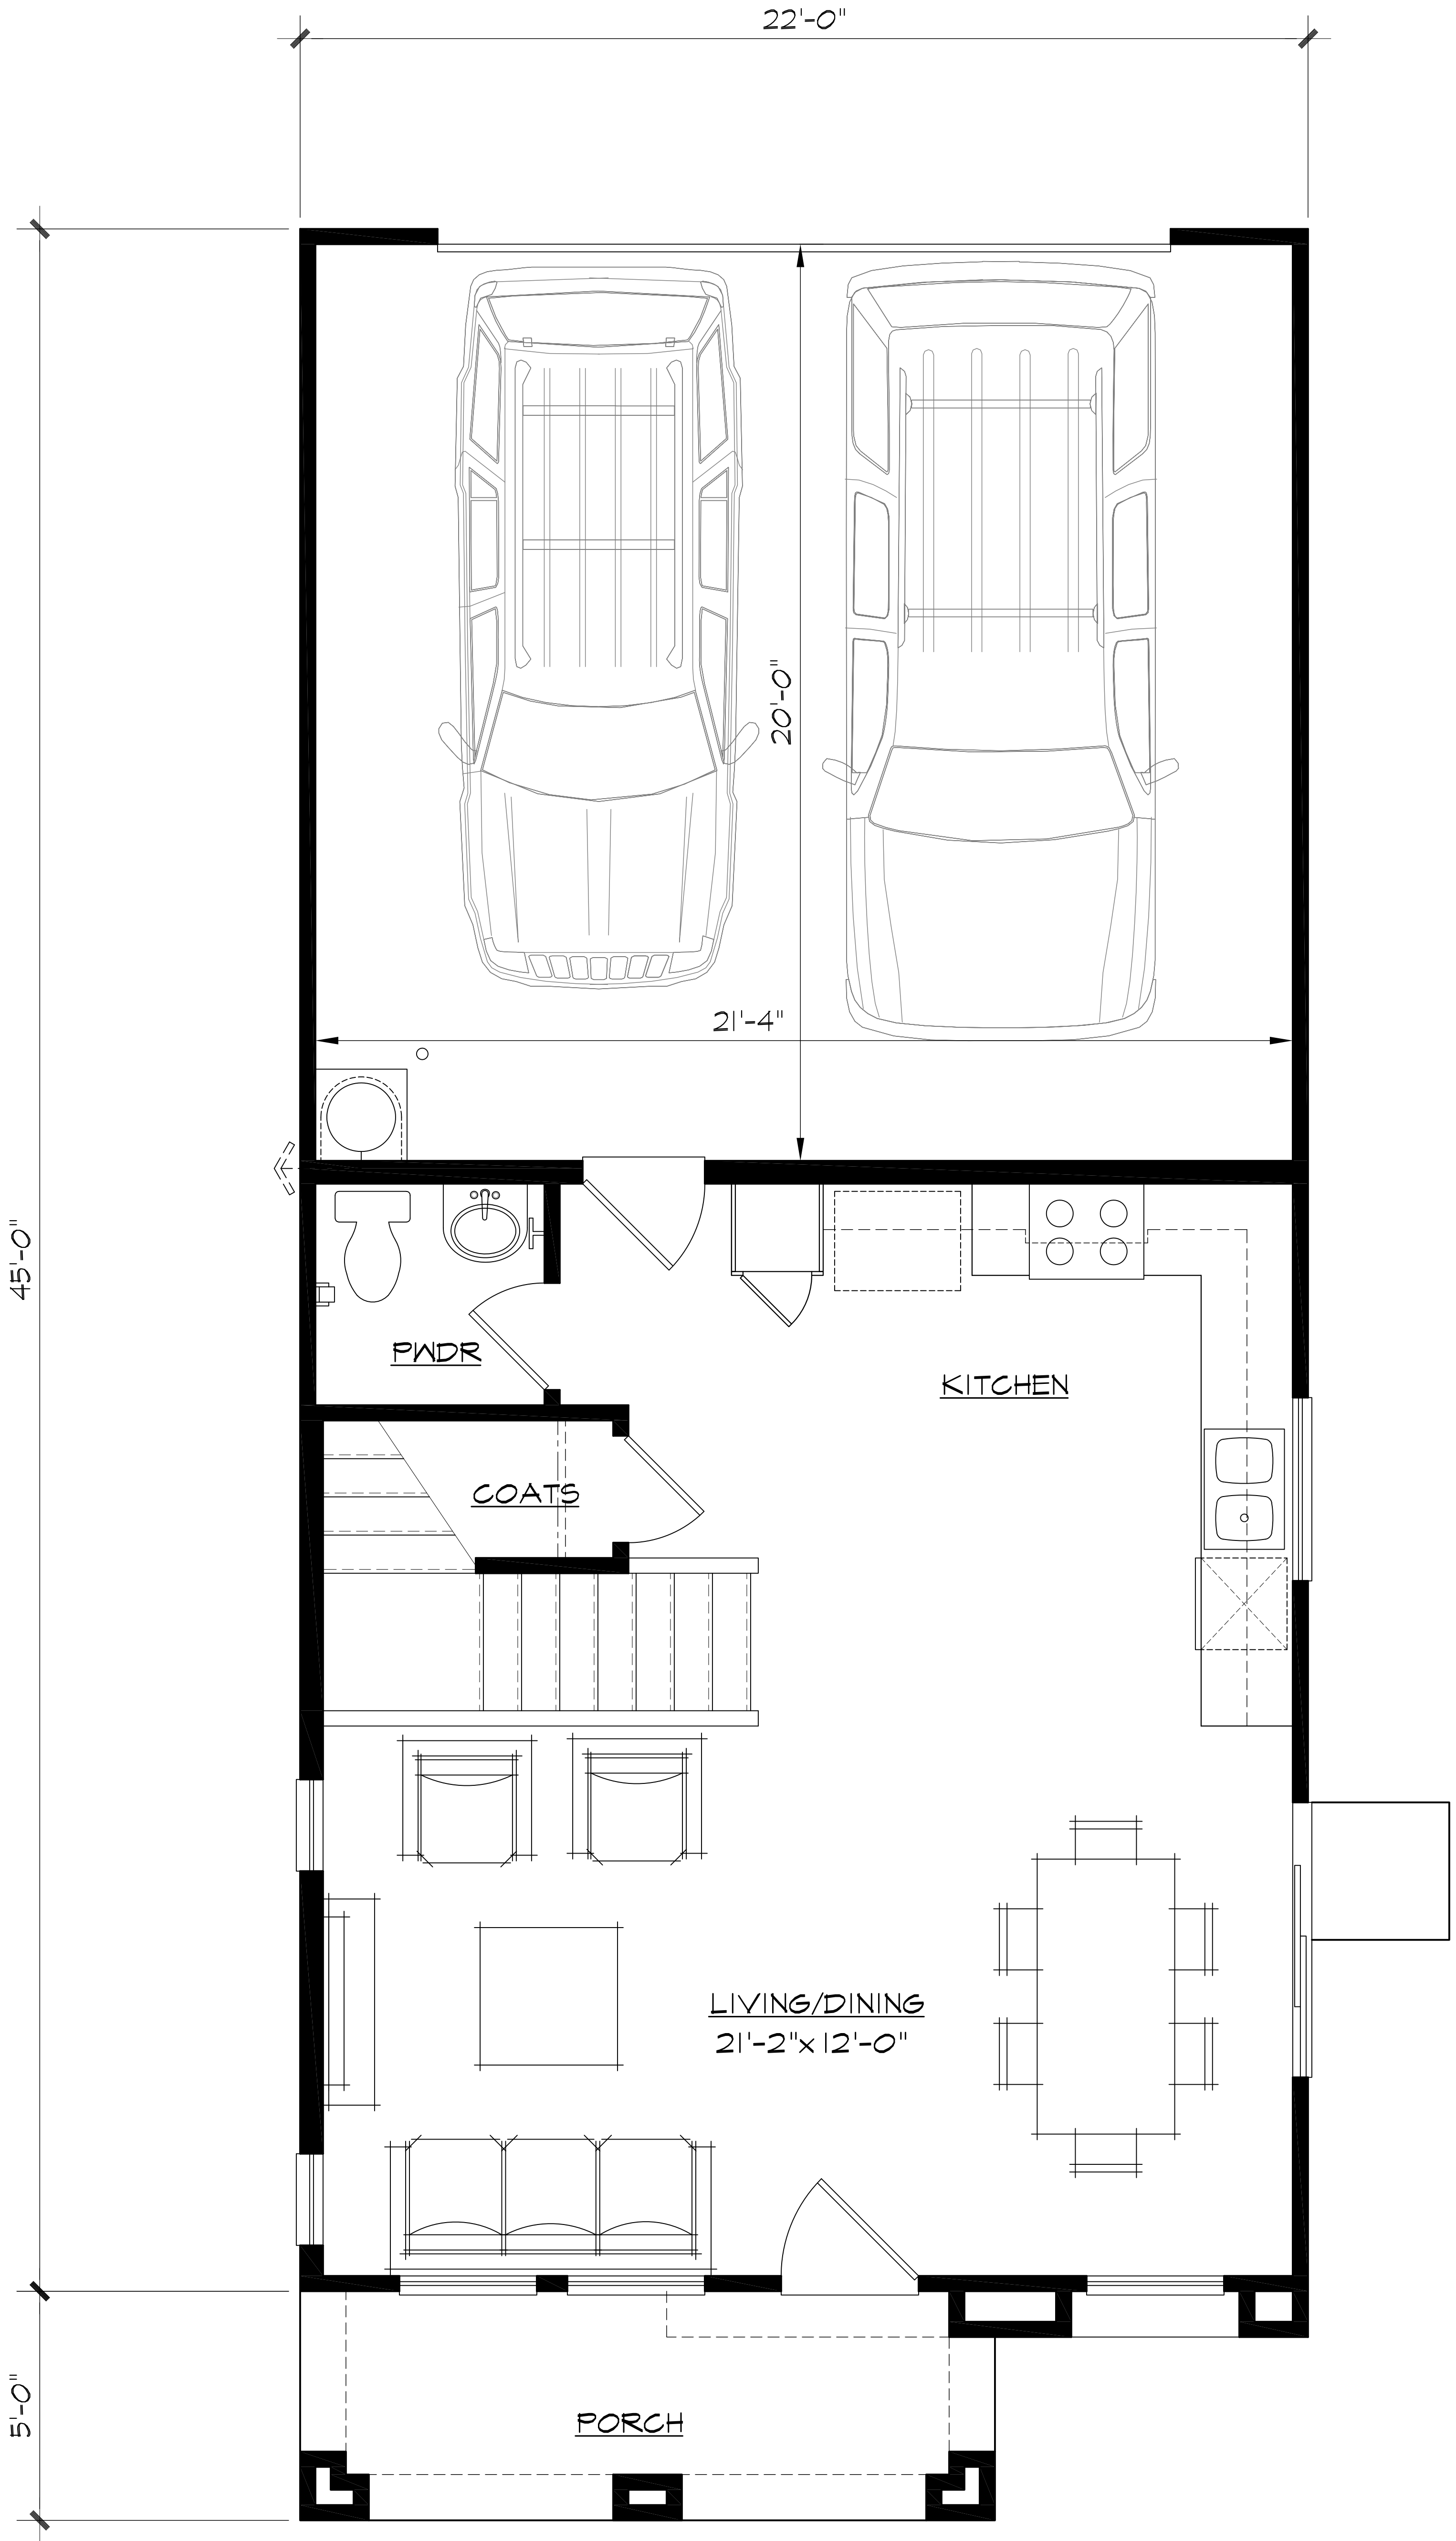 22'-0"
20'-0"
21'-4"
45'-0"
PWDR
KITCHEN
COATS
LIVING/DINING
21'-2"x12'-0"
5'-0"
PORCH